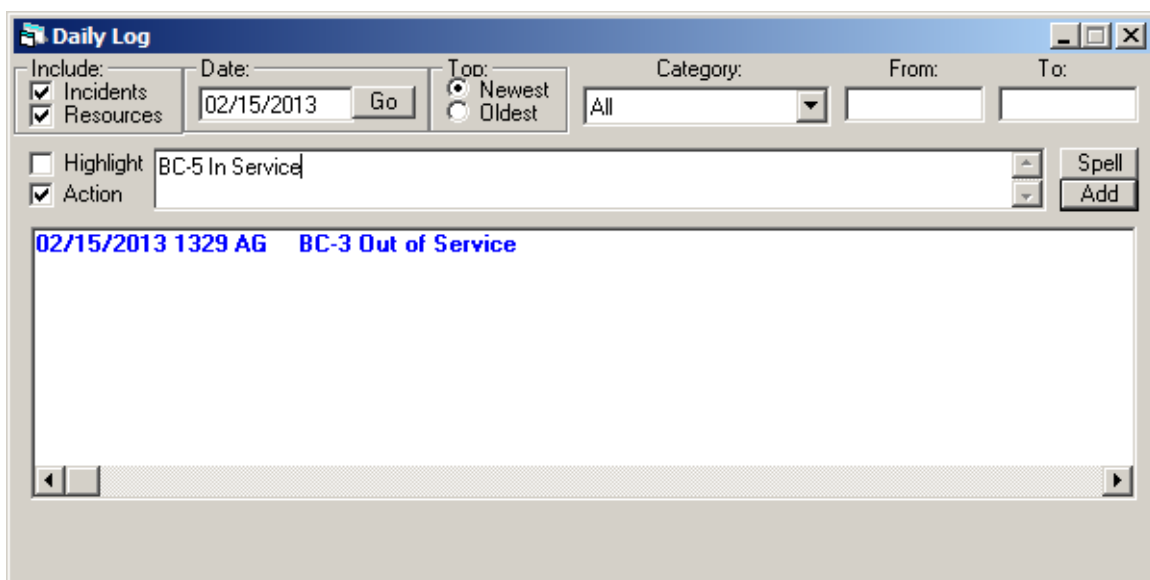 Daily Log
Include: Date: Top: Category: From: To:
Incidents 02/15/2013 Go Newest All
Resources Oldest
Highlight BC-5 In Service Spell
Action Add
02/15/2013 1329 AG BC-3 Out of Service